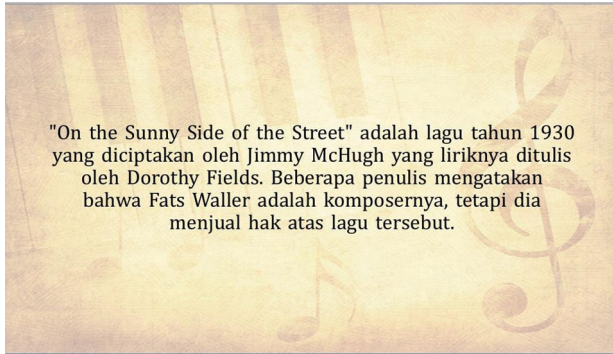 "On the Sunny Side of the Street" adalah lagu tahun 1930
yang diciptakan oleh Jimmy McHugh yang liriknya ditulis
oleh Dorothy Fields. Beberapa penulis mengatakan
bahwa Fats Waller adalah komposernya, tetapi dia
menjual hak atas lagu tersebut.